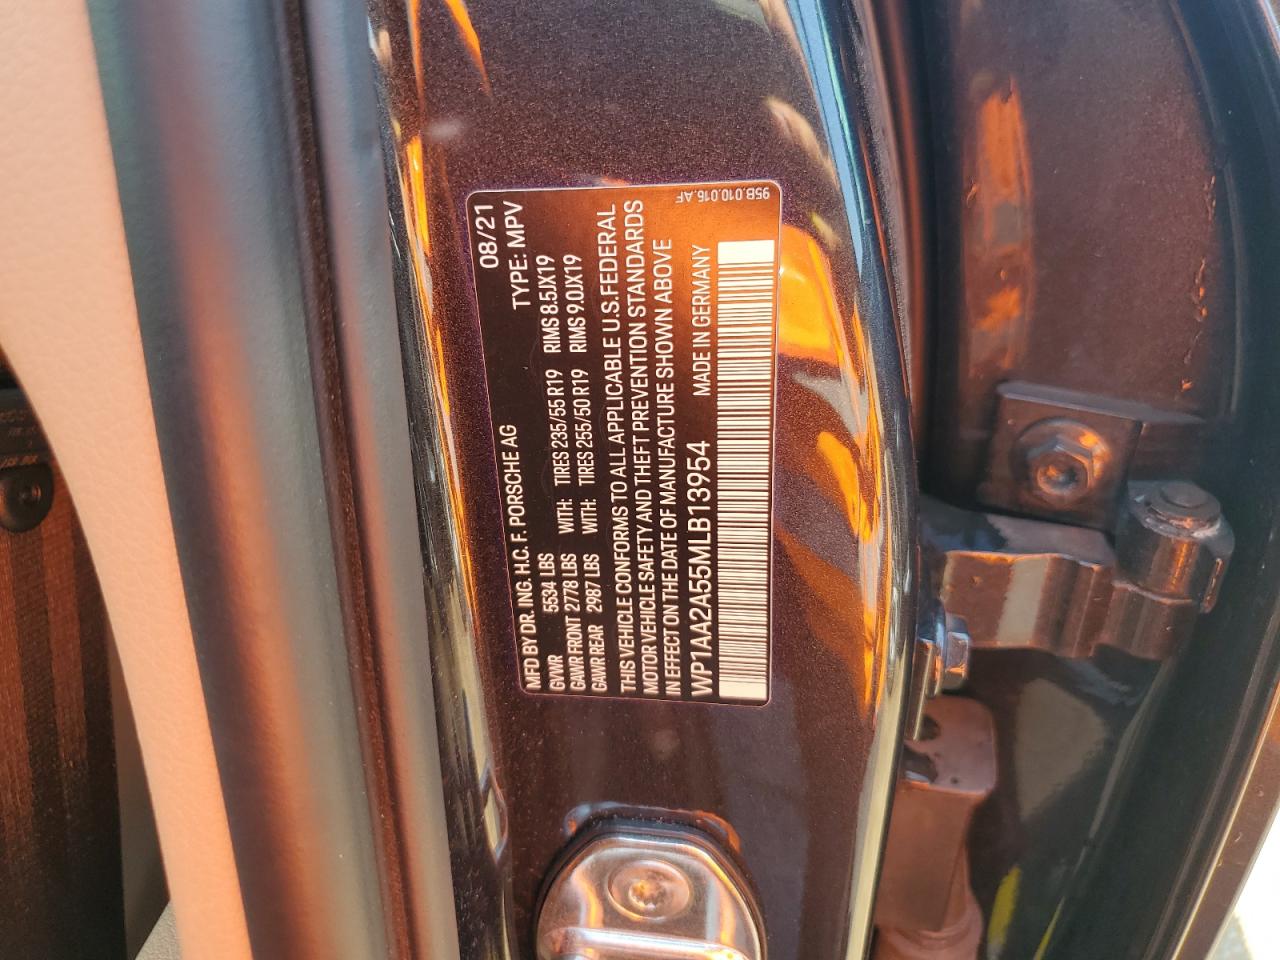 08/21
TYPE: MPV
MFD BY DR. ING. H.C. F. PORSCHE AG
GVWR 5534 LBS
GAWR FRONT 2778 LBS WITH: TIRES 235/55 R19 RIMS 8.5JX19
GAWR REAR 2987 LBS WITH: TIRES 255/50 R19 RIMS 9.0JX19
THIS VEHICLE CONFORMS TO ALL APPLICABLE U.S. FEDERAL
MOTOR VEHICLE SAFETY AND THEFT PREVENTION STANDARDS
IN EFFECT ON THE DATE OF MANUFACTURE SHOWN ABOVE
WP1AA2A55MLB13954 MADE IN GERMANY
95B.010.016.AF